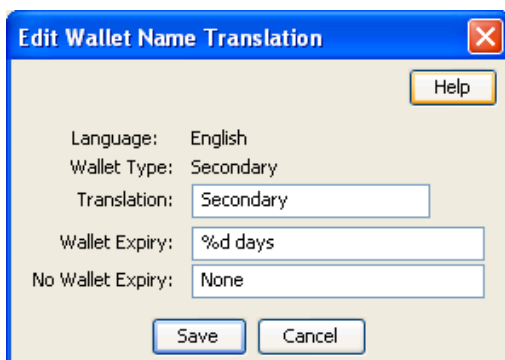 Edit Wallet Name Translation
Help
Language: English
Wallet Type: Secondary
Translation: Secondary
Wallet Expiry: %d days
No Wallet Expiry: None
Save Cancel